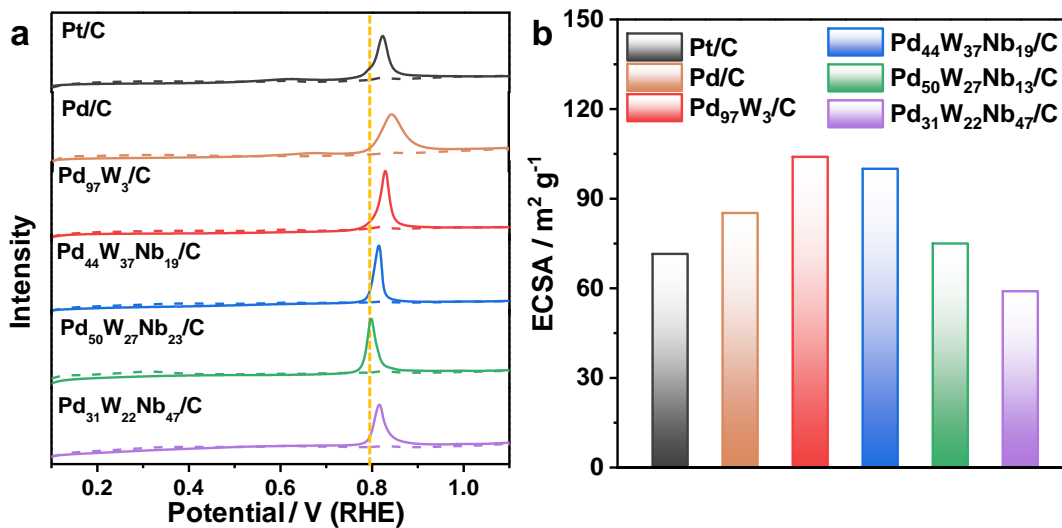 a
Pt/C
Pd/C
Pd₉₇W₃/C
Pd₄₄W₃₇Nb₁₉/C
Pd₅₀W₂₇Nb₂₃/C
Pd₃₁W₂₂Nb₄₇/C
Intensity
0.2 0.4 0.6 0.8 1.0
Potential / V (RHE)
b
150
120
90
60
30
0
ECSA / m² g⁻¹
Pt/C
Pd/C
Pd₉₇W₃/C
Pd₄₄W₃₇Nb₁₉/C
Pd₅₀W₂₇Nb₁₃/C
Pd₃₁W₂₂Nb₄₇/C